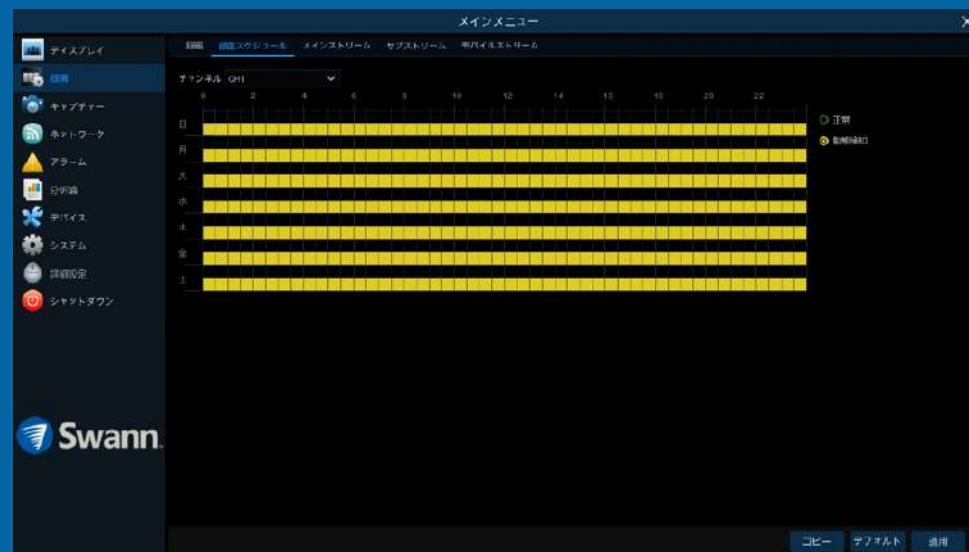 メインメニュー
ディスプレイ
録画
キャプチャー
ネットワーク
アラーム
分析論
デバイス
システム
詳細設定
シャットダウン
Swann
録画 録画スケジュール メインストリーム サブストリーム モバイルストリーム
チャンネル CH1
0 2 4 6 8 10 12 14 16 18 20 22
日
月
火
水
木
金
土
正常
動体検知
コピー デフォルト 適用